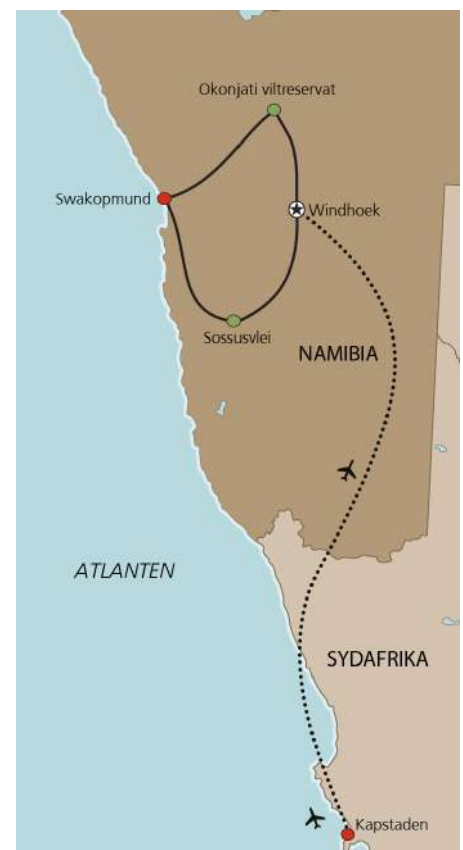 Okonjati viltreservat
Swakopmund
Windhoek
Sossusvlei
NAMIBIA
ATLANTEN
SYDAFRIKA
Kapstaden